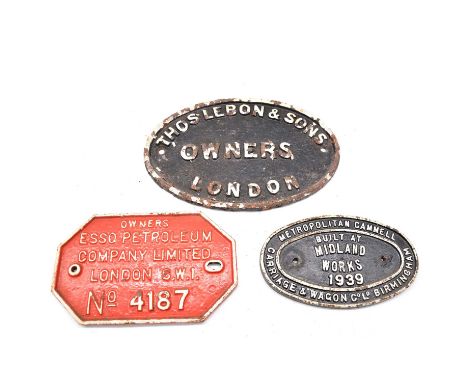 THOS LEBON & SONS.
OWNERS
LONDON
OWNERS
ESSO PETROLEUM
COMPANY LIMITED
LONDON. S.W.1.
No 4187
METROPOLITAN CAMMELL
BUILT AT
MIDLAND
WORKS
1939
CARRIAGE & WAGON Co Ld BIRMINGHAM